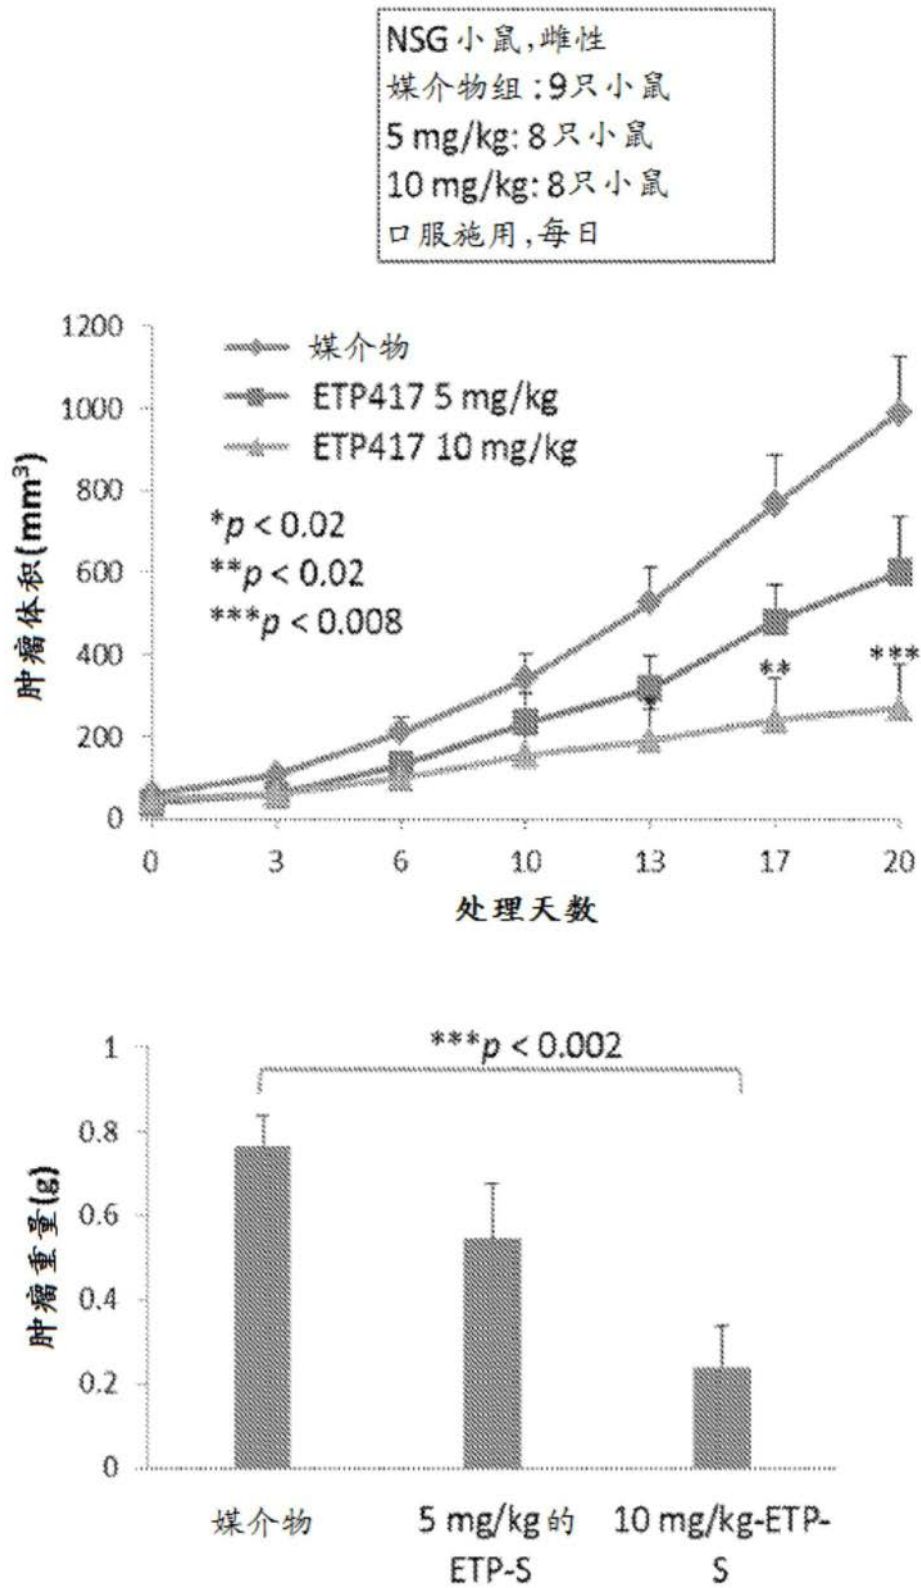 NSG 小鼠,雌性
媒介物组:9只小鼠
5 mg/kg: 8只小鼠
10 mg/kg: 8只小鼠
口服施用,每日
1200
1000
800
600
400
200
0
肿瘤体积(mm³)
媒介物
ETP417 5 mg/kg
ETP417 10 mg/kg
*p < 0.02
**p < 0.02
***p < 0.008
*
**
***
0 3 6 10 13 17 20
处理天数
***p < 0.002
1
0.8
0.6
0.4
0.2
0
肿瘤重量(g)
媒介物 5 mg/kg的 10 mg/kg-ETP-
ETP-S S